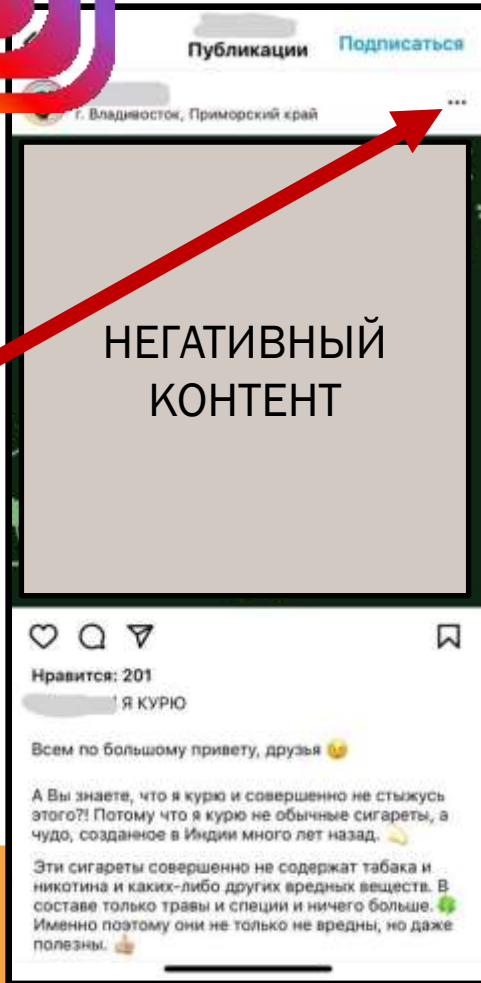 Публикации
Подписаться
г. Владивосток, Приморский край
НЕГАТИВНЫЙ
КОНТЕНТ
Нравится: 201
Я КУРЮ
Всем по большому привету, друзья 😉
А Вы знаете, что я курю и совершенно не стыжусь
этого?! Потому что я курю не обычные сигареты, а
чудо, созданное в Индии много лет назад. 💫
Эти сигареты совершенно не содержат табака и
никотина и каких-либо других вредных веществ. В
составе только травы и специи и ничего больше. 🍀
Именно поэтому они не только не вредны, но даже
полезны. 👍